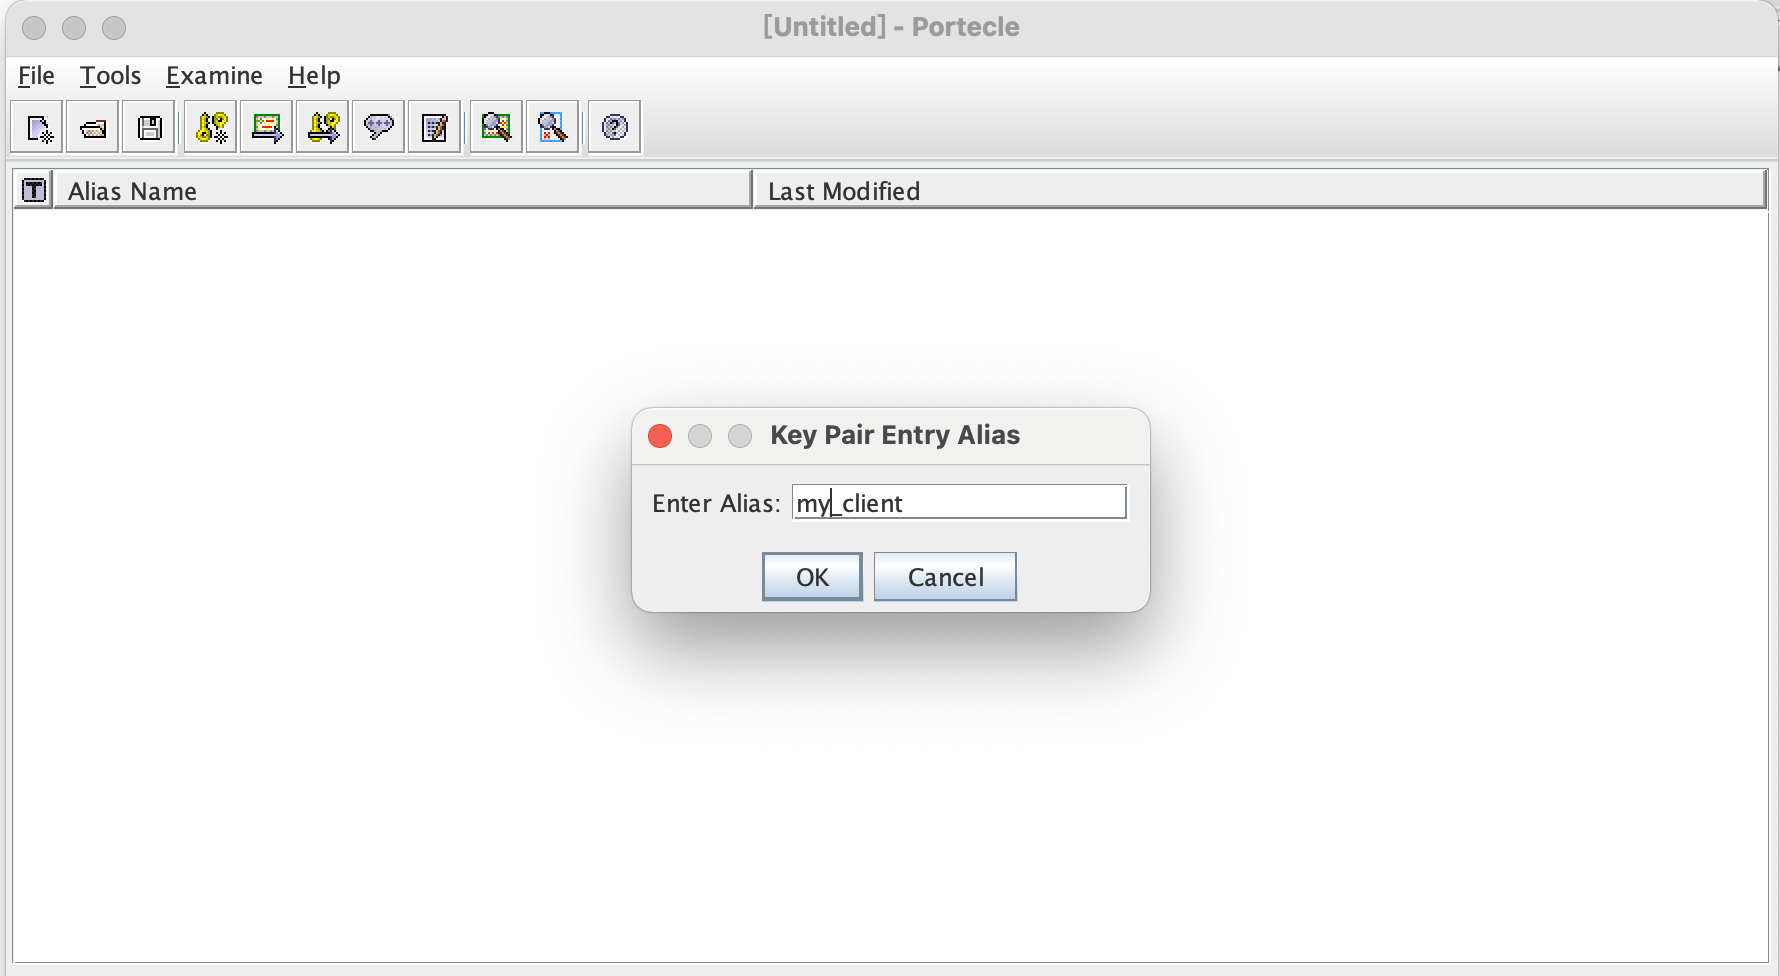 [Untitled] - Portecle
File Tools Examine Help
T Alias Name Last Modified
Key Pair Entry Alias
Enter Alias: my_client
OK Cancel